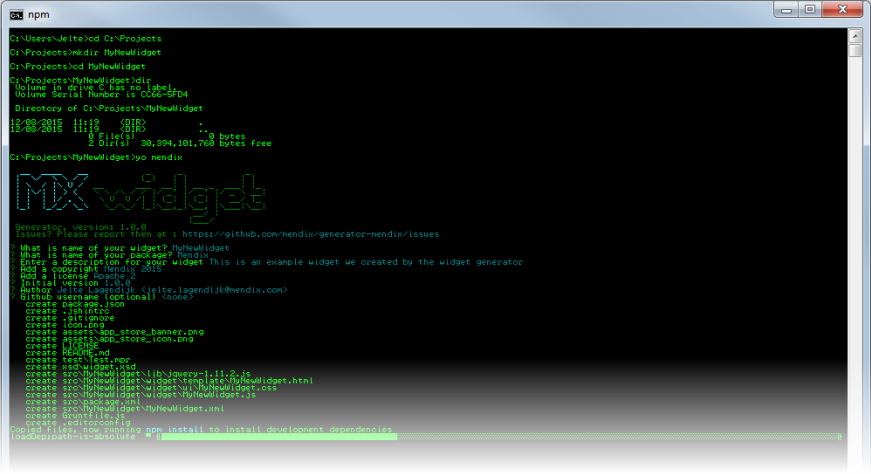 npm
C:\Users\Jelte>cd C:\Projects
C:\Projects>mkdir MyNewWidget
C:\Projects>cd MyNewWidget
C:\Projects\MyNewWidget>dir
Volume in drive C has no label.
Volume Serial Number is CC66-5FD4
Directory of C:\Projects\MyNewWidget
12/08/2015 11:19 <DIR> .
12/08/2015 11:19 <DIR> ..
0 File(s) 0 bytes
2 Dir(s) 30,394,101,760 bytes free
C:\Projects\MyNewWidget>yo mendix
MX widget
Generator, version: 1.0.0
Issues? Please report them at : https://github.com/mendix/generator-mendix/issues
? What is name of your widget? MyNewWidget
? What is name of your package? Mendix
? Enter a description for your widget This is an example widget we created by the widget generator
? Add a copyright Mendix 2015
? Add a license Apache 2
? Initial version 1.0.0
? Author Jelte Lagendijk <jelte.lagendijk@mendix.com>
? Github username (optional) <none>
create package.json
create .jshintrc
create .gitignore
create icon.png
create assets\app_store_banner.png
create assets\app_store_icon.png
create LICENSE
create README.md
create test\Test.mpr
create xsd\widget.xsd
create src\MyNewWidget\lib\jquery-1.11.2.js
create src\MyNewWidget\widget\template\MyNewWidget.html
create src\MyNewWidget\widget\ui\MyNewWidget.css
create src\MyNewWidget\widget\MyNewWidget.js
create src\package.xml
create src\MyNewWidget\MyNewWidget.xml
create Gruntfile.js
create .editorconfig
Copied files, now running npm install to install development dependencies
loadDep:path-is-absolute